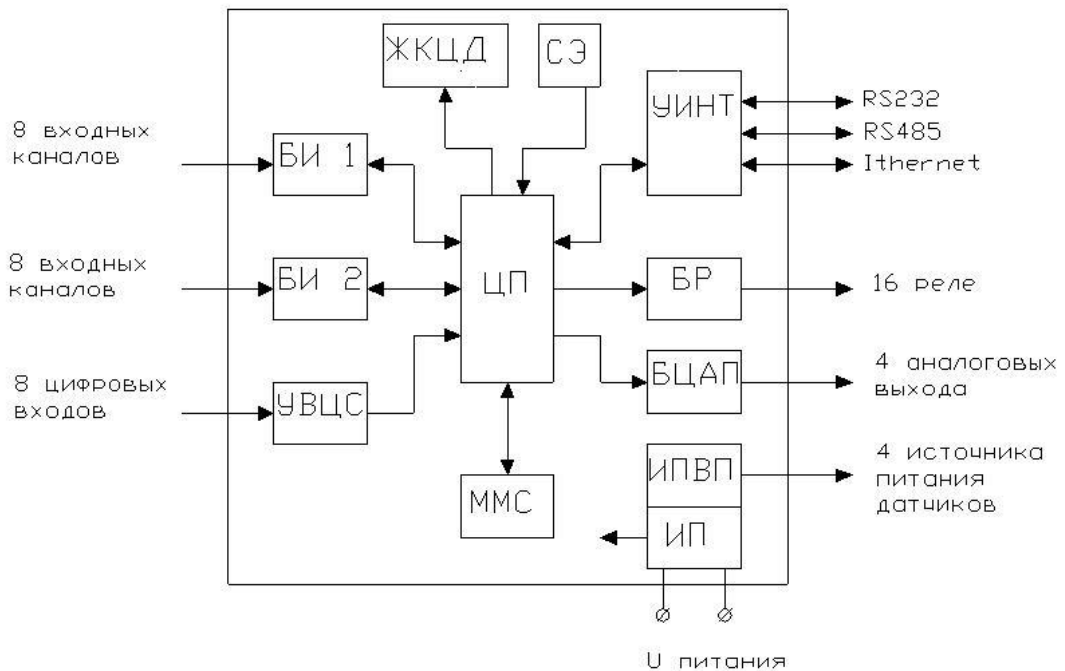 ЖКЦД
СЭ
УИНТ
RS232
RS485
Ithernet
8 входных
каналов
БИ 1
8 входных
каналов
БИ 2
ЦП
БР
16 реле
8 цифровых
входов
УВЦС
БЦАП
4 аналоговых
выхода
ММС
ИПВП
4 источника
питания
датчиков
ИП
U питания